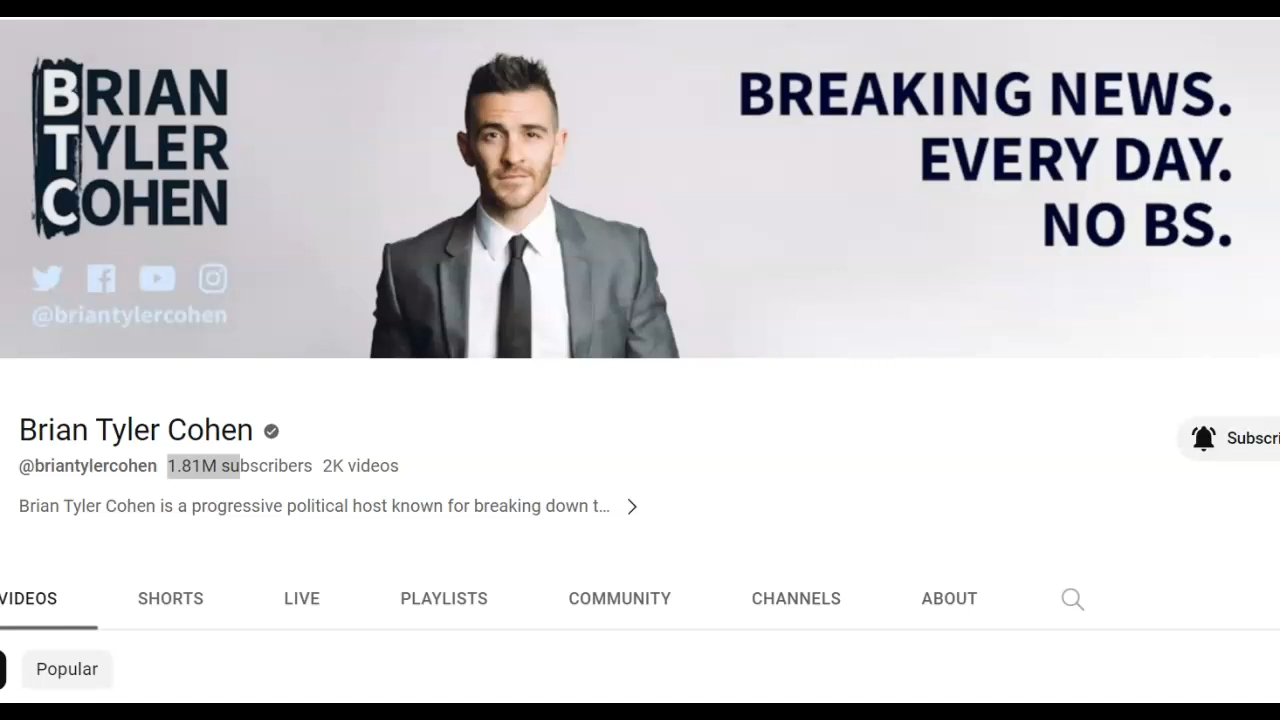 BRIAN
TYLER
COHEN
@briantylercohen
BREAKING NEWS.
EVERY DAY.
NO BS.
Brian Tyler Cohen
@briantylercohen 1.81M subscribers 2K videos
Brian Tyler Cohen is a progressive political host known for breaking down t...
Subscri
VIDEOS SHORTS LIVE PLAYLISTS COMMUNITY CHANNELS ABOUT
Popular